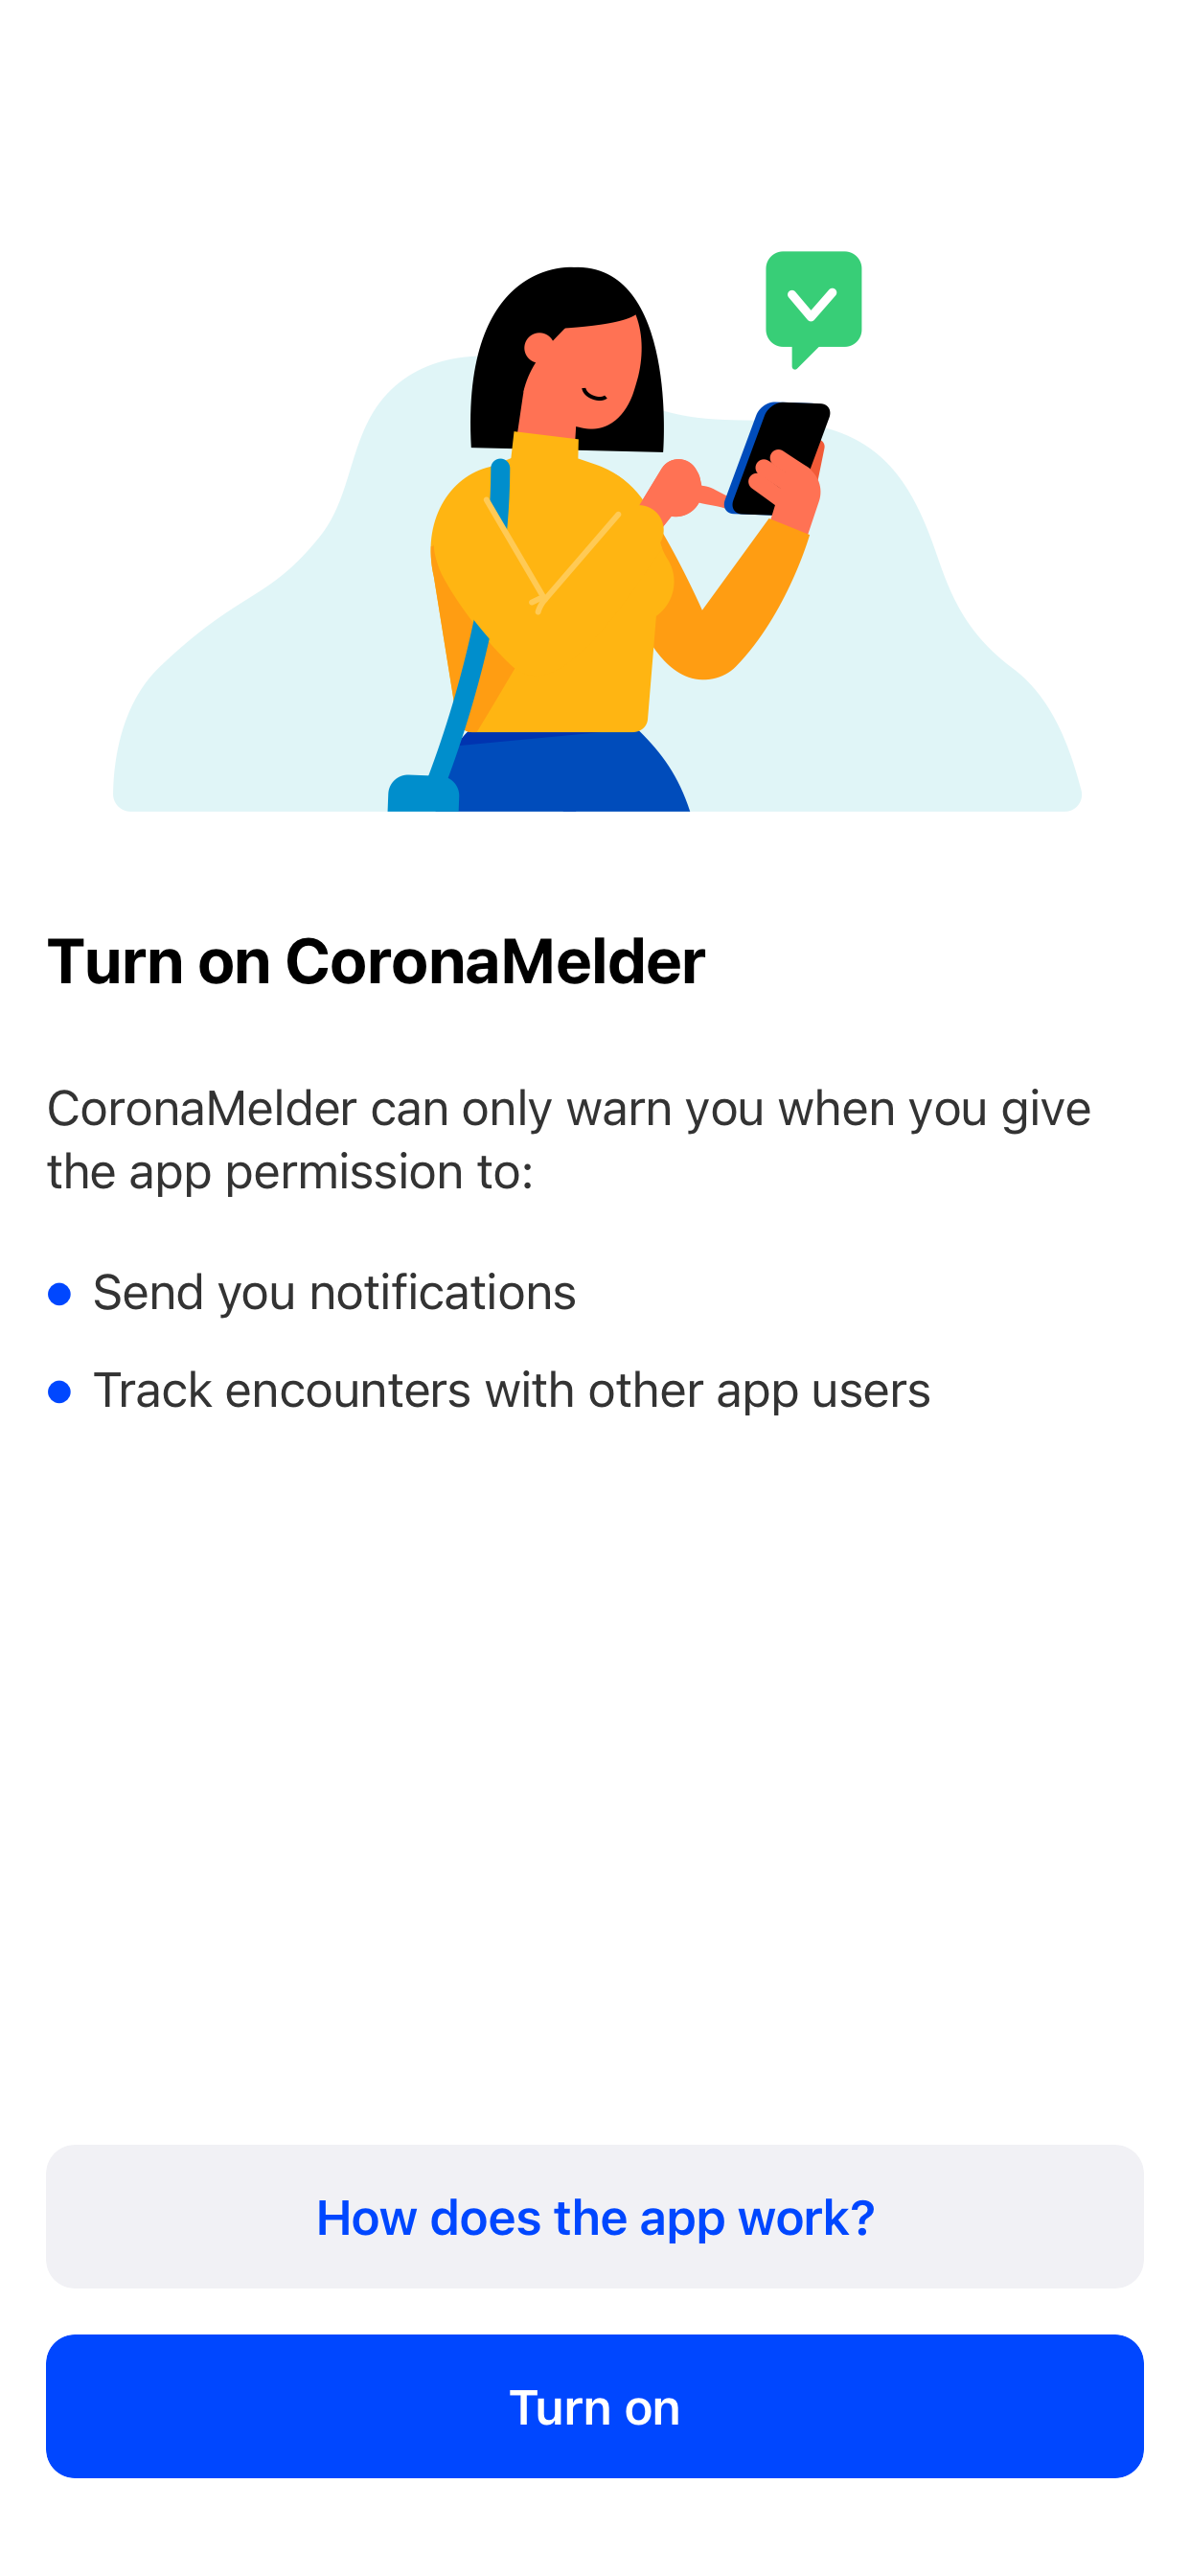 Turn on CoronaMelder
CoronaMelder can only warn you when you give
the app permission to:
Send you notifications
Track encounters with other app users
How does the app work?
Turn on